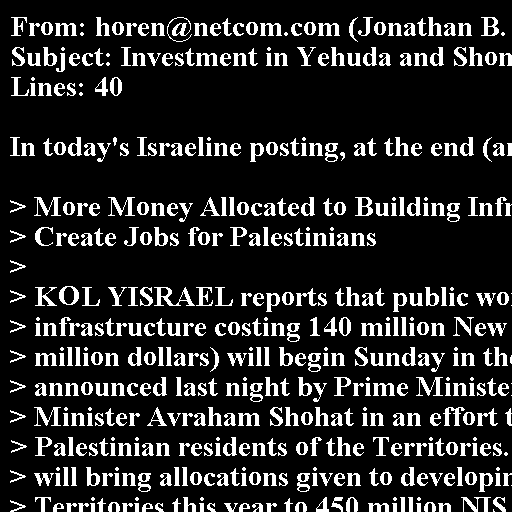 From: horen@netcom.com (Jonathan B.
Subject: Investment in Yehuda and Shom
Lines: 40
In today's Israeline posting, at the end (an
> More Money Allocated to Building Infr
> Create Jobs for Palestinians
>
> KOL YISRAEL reports that public wo
> infrastructure costing 140 million New
> million dollars) will begin Sunday in the
> announced last night by Prime Minister
> Minister Avraham Shohat in an effort t
> Palestinian residents of the Territories.
> will bring allocations given to developin
> Territories this year to 450 million NIS